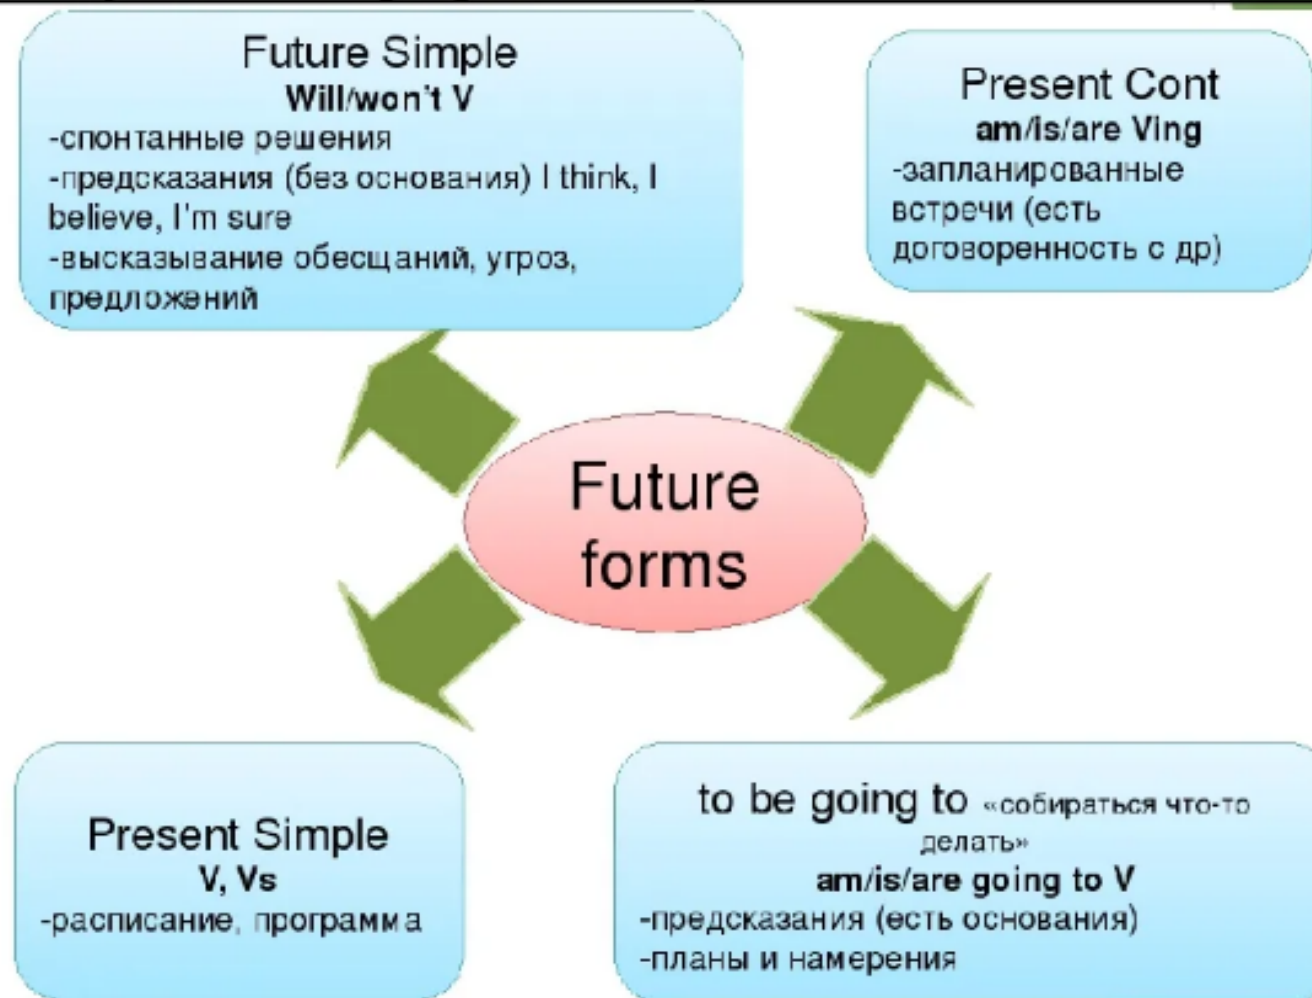 Future Simple
Will/won't V
-спонтанные решения
-предсказания (без основания) I think, I
believe, I'm sure
-высказывание обесщаний, угроз,
предложений
Present Cont
am/is/are Ving
-запланированные
встречи (есть
договоренность с др)
Future
forms
Present Simple
V, Vs
-расписание, программа
to be going to «собираться что-то
делать»
am/is/are going to V
-предсказания (есть основания)
-планы и намерения